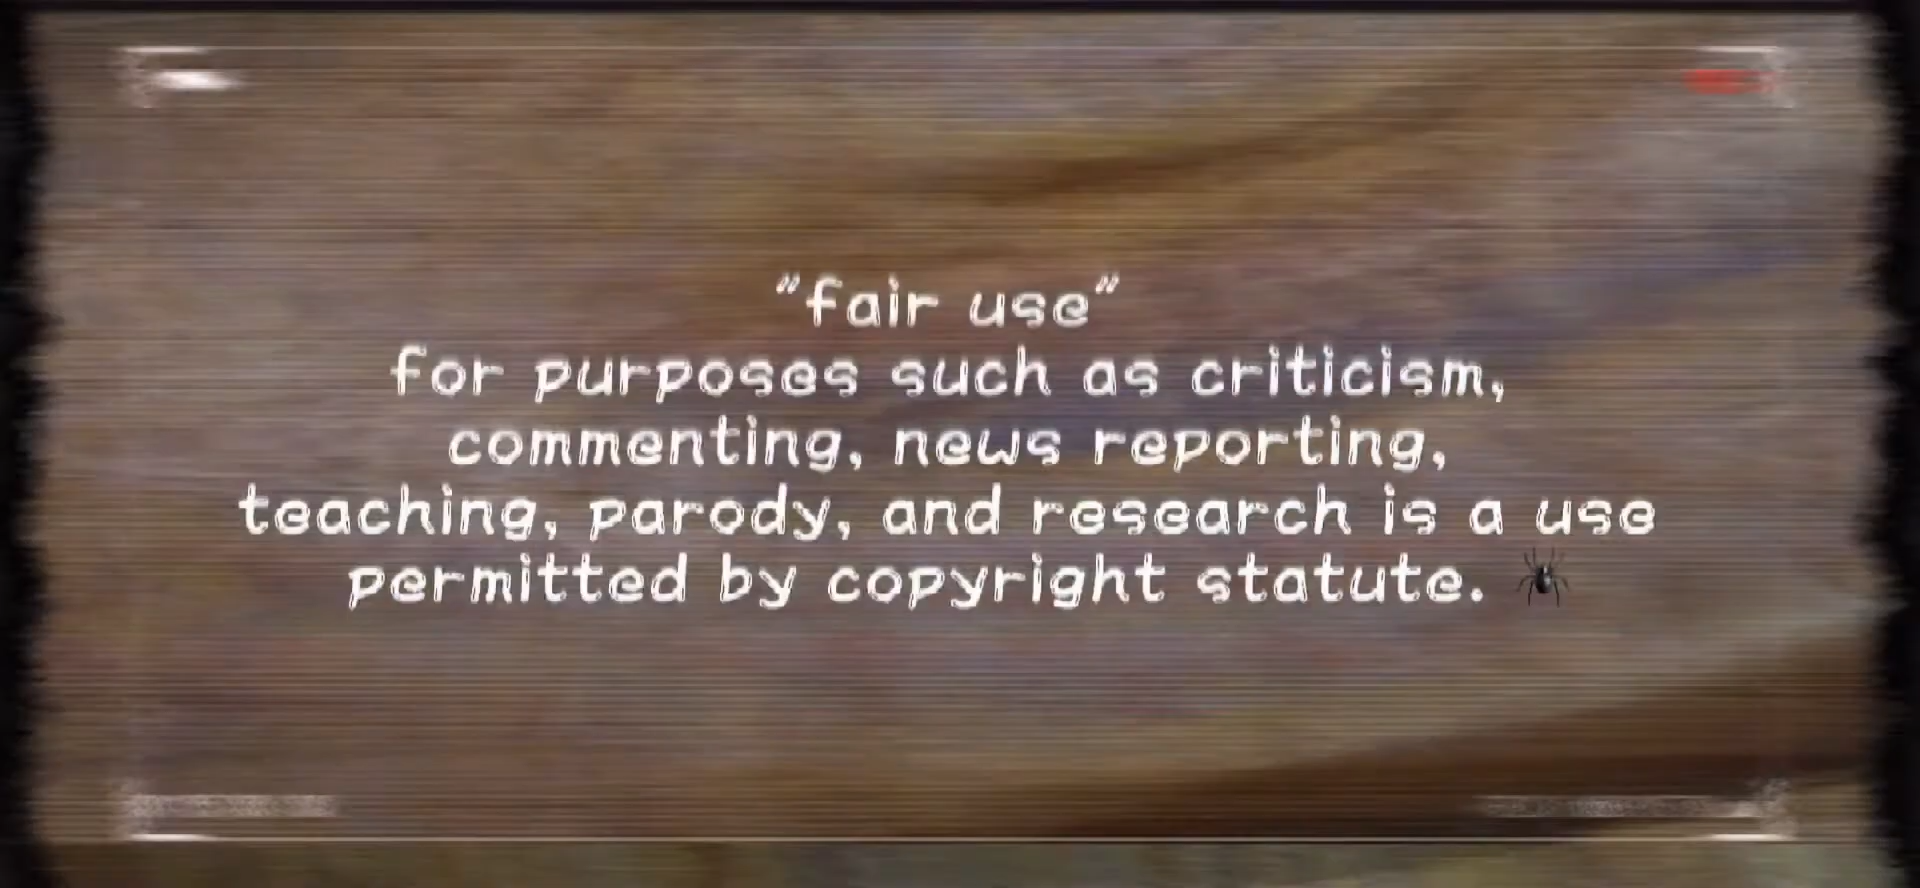 "fair use"
for purposes such as criticism,
commenting, news reporting,
teaching, parody, and research is a use
permitted by copyright statute. 🕷